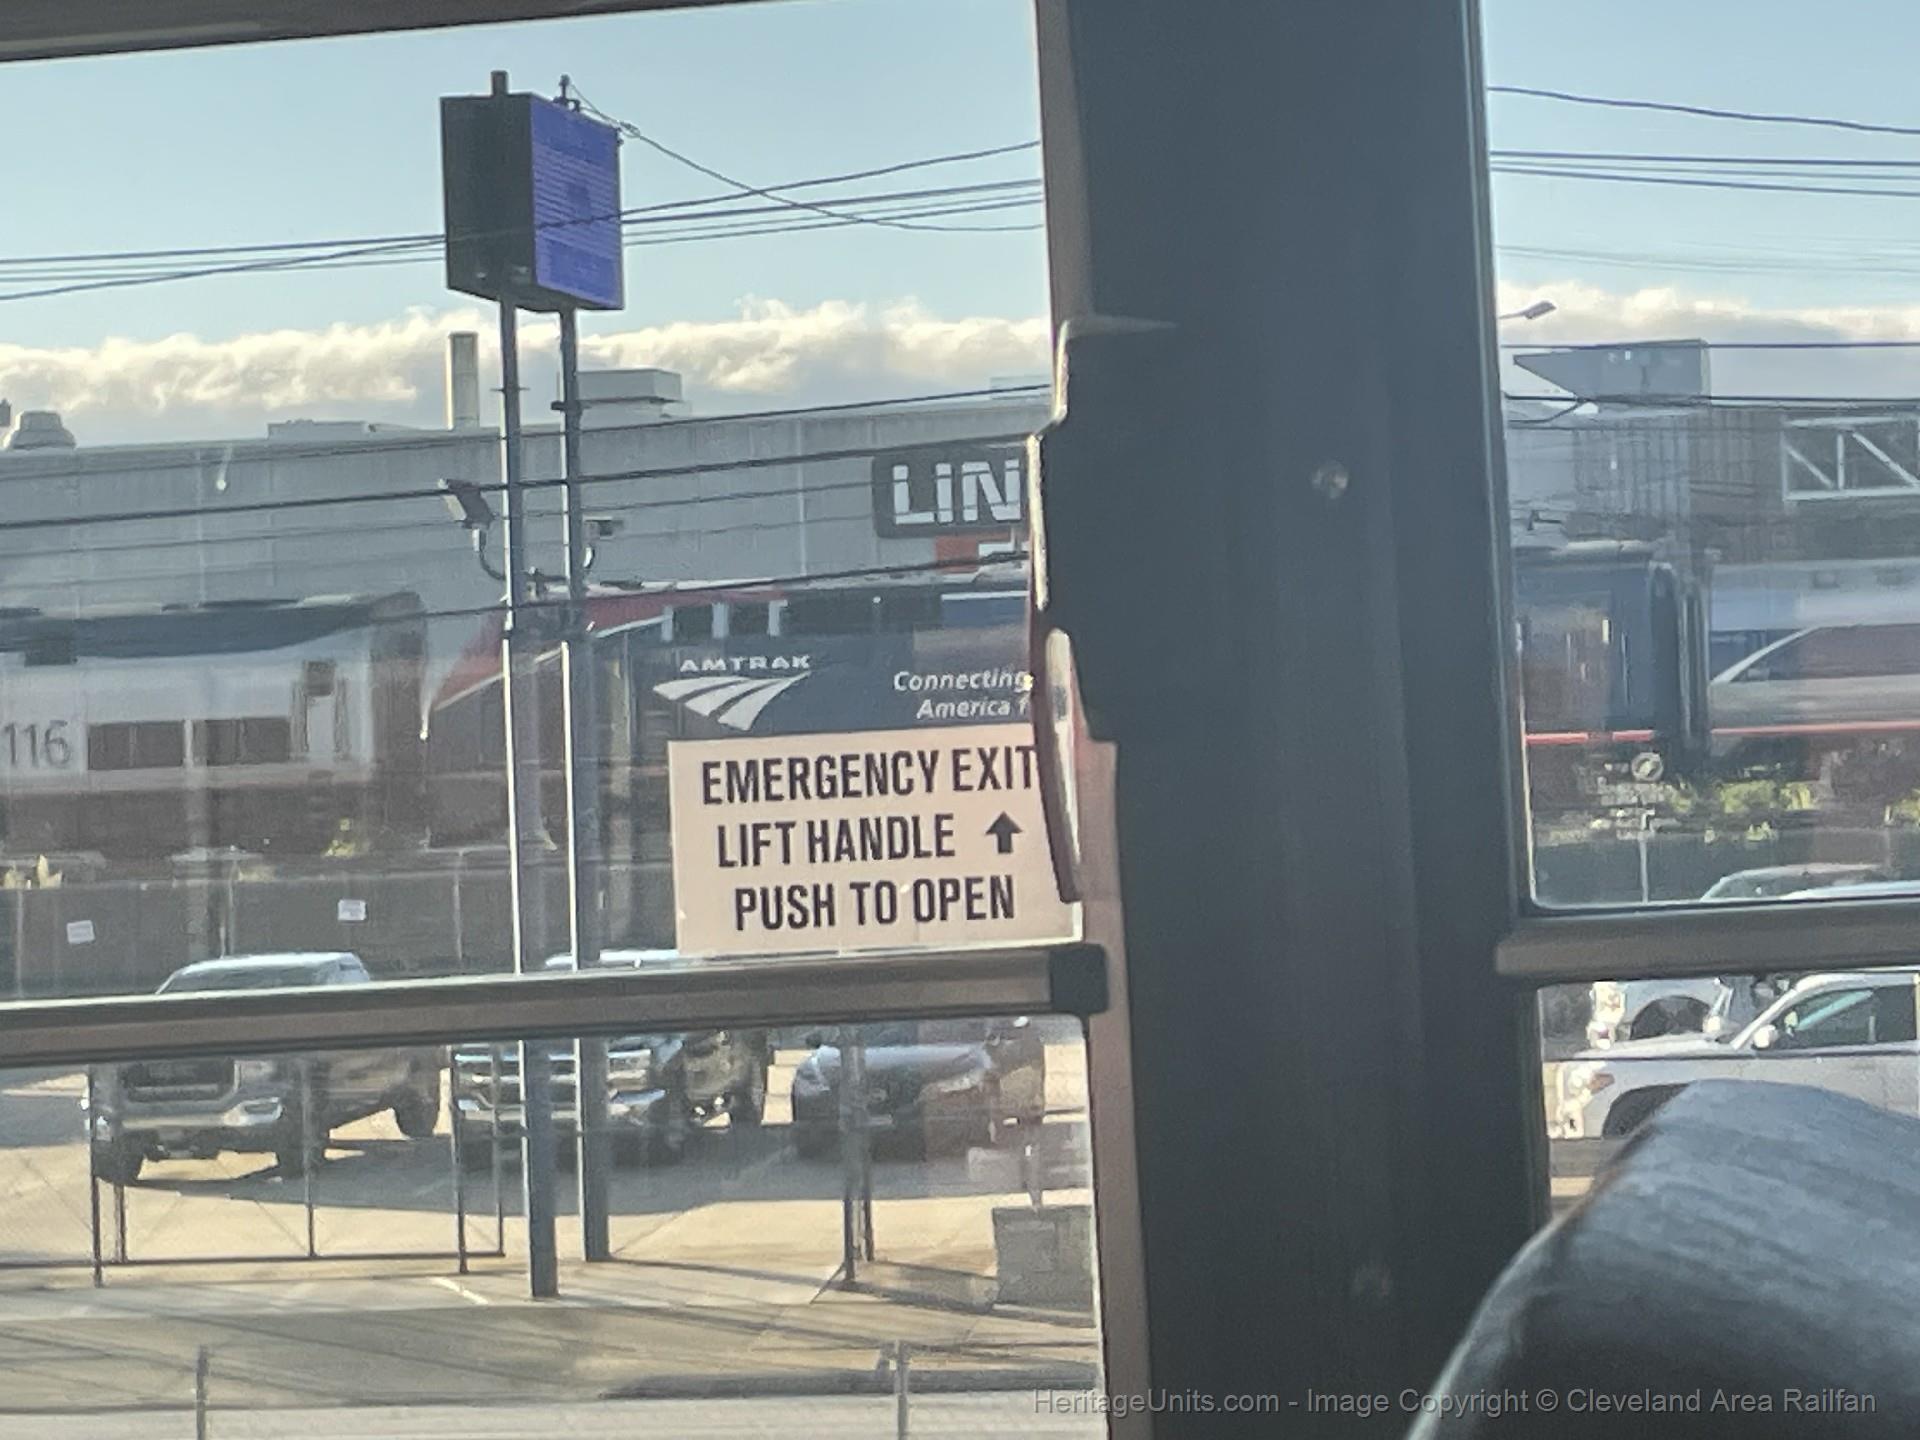 LIN
AMTRAK
Connecting
America f
116
EMERGENCY EXIT
LIFT HANDLE
PUSH TO OPEN
HeritageUnits.com - Image Copyright © Cleveland Area Railfan